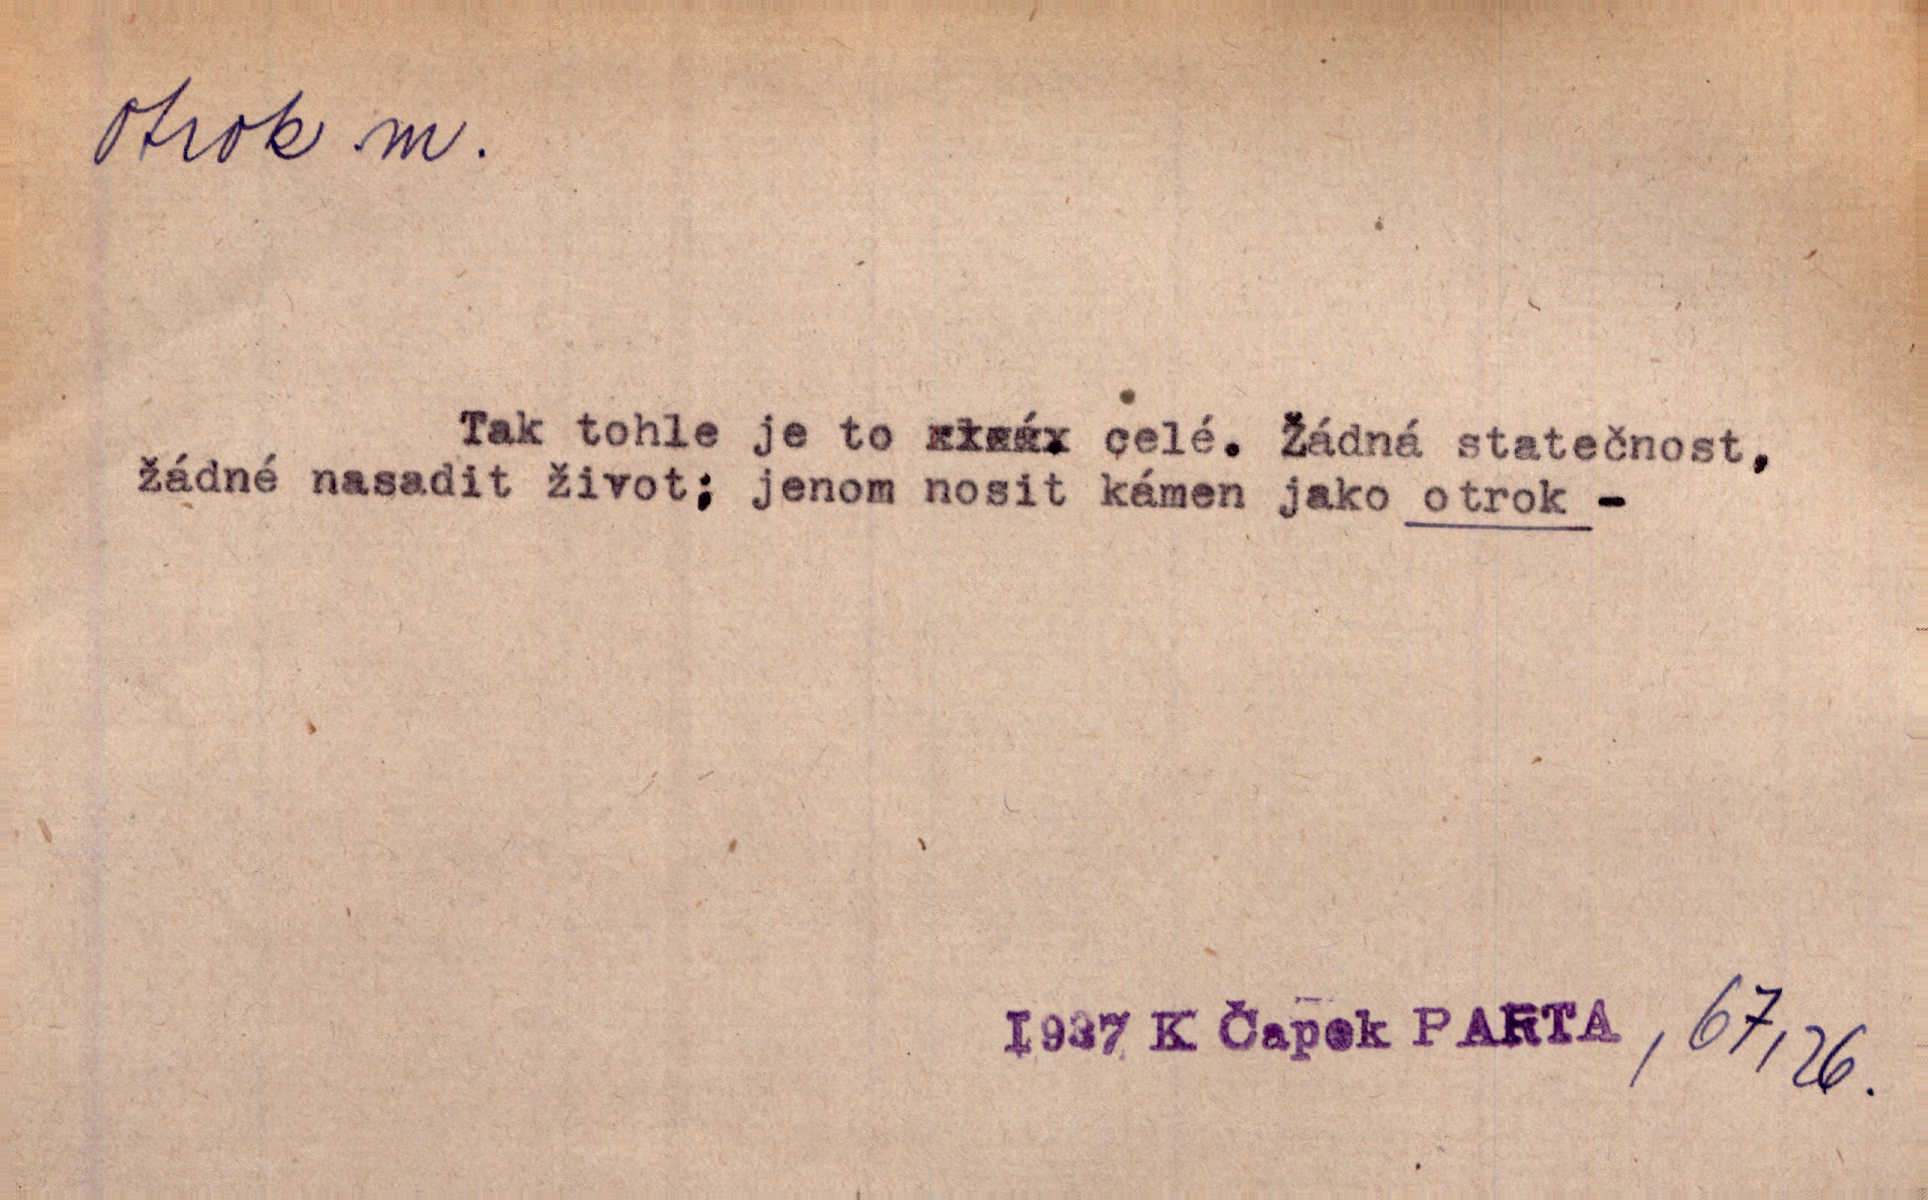 otrok m.
Tak tohle je to celé. Žádná statečnost,
žádné nasadit život; jenom nosit kámen jako otrok -
1937 K Čapek PARTA , 67, 26.